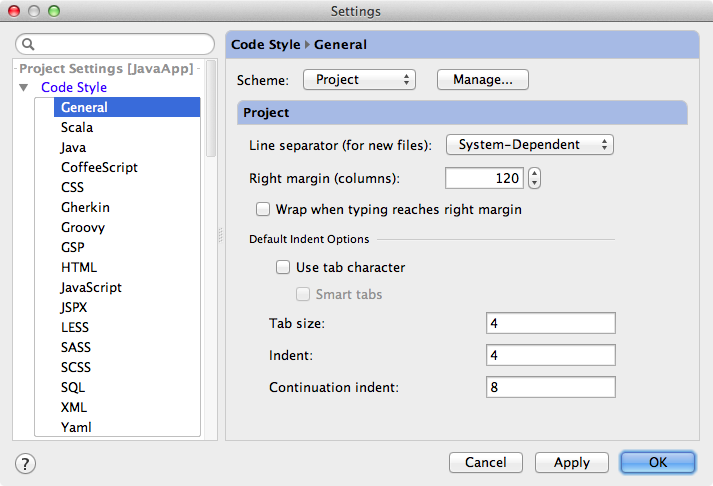 Settings
Project Settings [JavaApp]
Code Style
General
Scala
Java
CoffeeScript
CSS
Gherkin
Groovy
GSP
HTML
JavaScript
JSPX
LESS
SASS
SCSS
SQL
XML
Yaml
Code Style General
Scheme: Project Manage...
Project
Line separator (for new files): System-Dependent
Right margin (columns): 120
Wrap when typing reaches right margin
Default Indent Options
Use tab character
Smart tabs
Tab size: 4
Indent: 4
Continuation indent: 8
? Cancel Apply OK